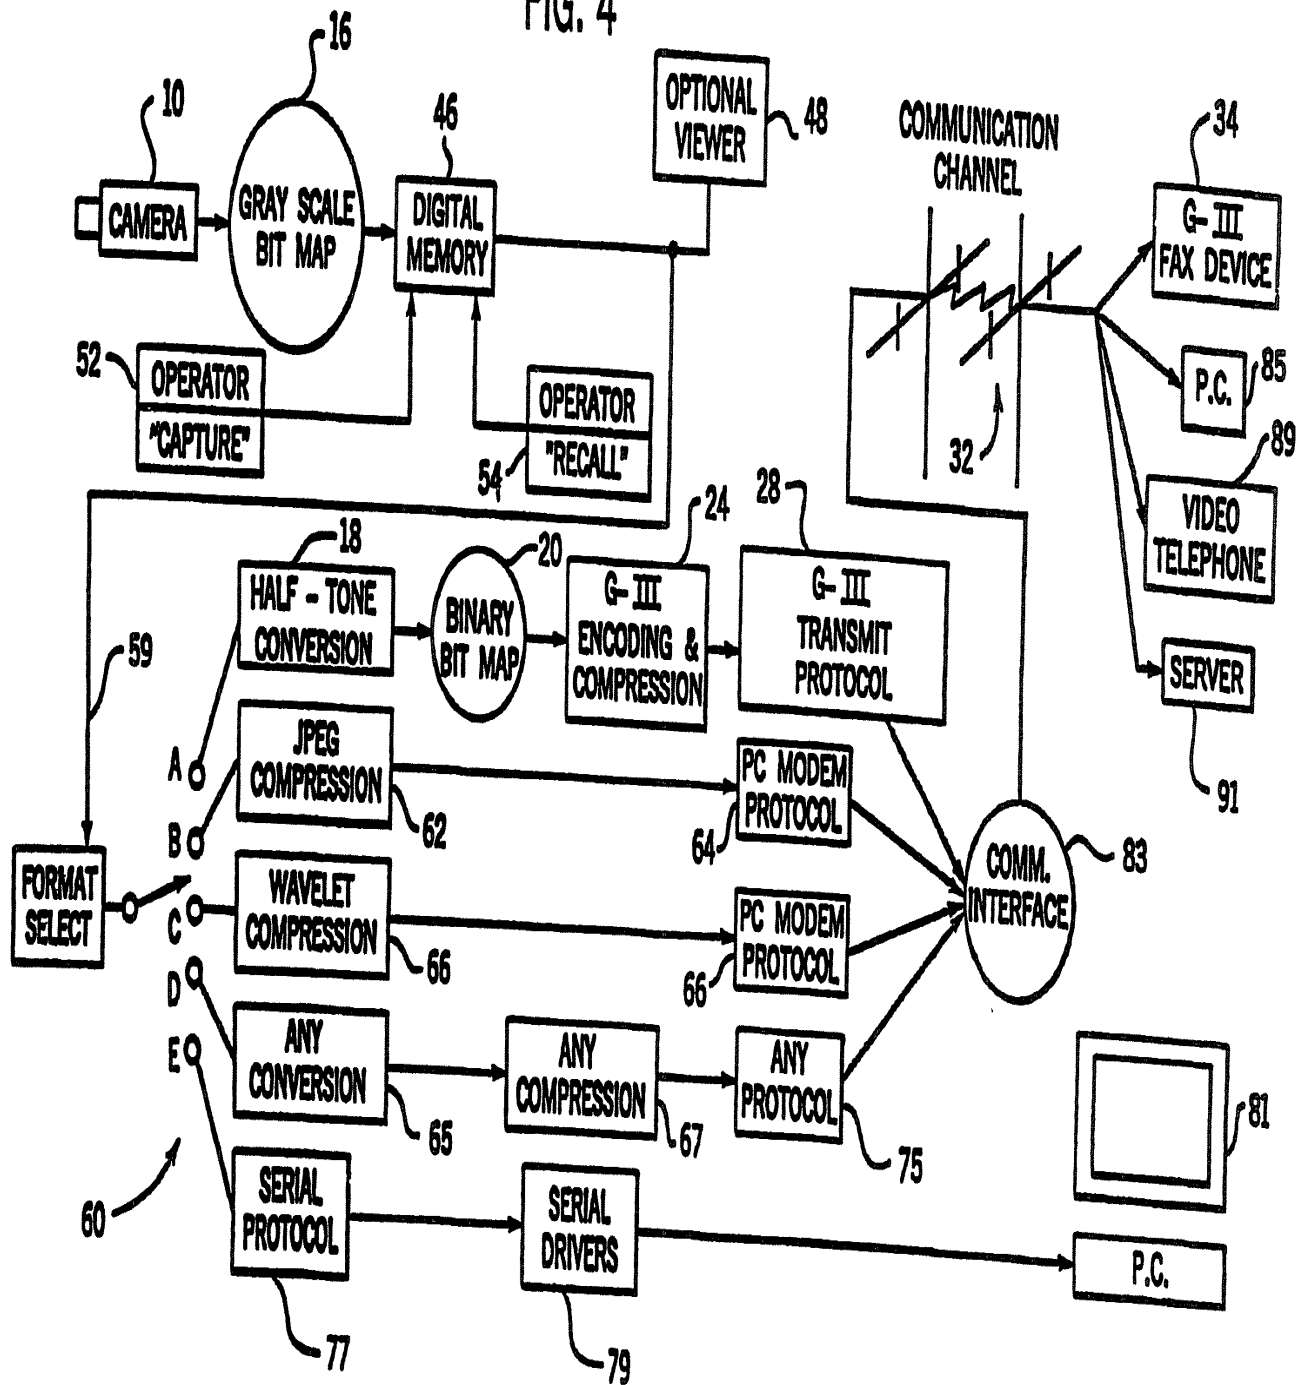 FIG. 4
16
10
46
OPTIONAL
VIEWER
48
COMMUNICATION
CHANNEL
34
CAMERA
GRAY SCALE
BIT MAP
DIGITAL
MEMORY
G-III
FAX DEVICE
52
OPERATOR
"CAPTURE"
OPERATOR
"RECALL"
54
32
P.C.
85
89
VIDEO
TELEPHONE
SERVER
91
59
18
HALF - TONE
CONVERSION
20
BINARY
BIT MAP
24
G-III
ENCODING &
COMPRESSION
28
G-III
TRANSMIT
PROTOCOL
A
JPEG
COMPRESSION
62
PC MODEM
PROTOCOL
64
B
FORMAT
SELECT
C
WAVELET
COMPRESSION
66
PC MODEM
PROTOCOL
66
COMM.
INTERFACE
83
D
ANY
CONVERSION
65
ANY
COMPRESSION
67
ANY
PROTOCOL
75
E
60
SERIAL
PROTOCOL
77
SERIAL
DRIVERS
79
81
P.C.